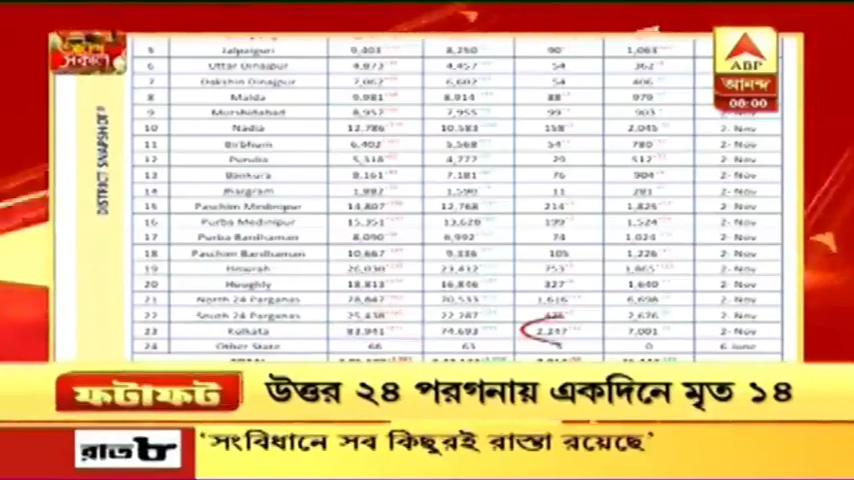 সকাল
ABP
আনন্দ
08:00
DISTRICT SNAPSHOT
5 Jalpaiguri 9,403 8,250 90 1,063
6 Uttar Dinajpur 4,873 4,457 54 362
7 Dakshin Dinajpur 7,062 6,602 54 406
8 Malda 9,981 8,914 88 979
9 Murshidabad 8,957 7,955 99 903 2- Nov
10 Nadia 12,786 10,583 158 2,045 2- Nov
11 Birbhum 6,402 5,568 54 780 2- Nov
12 Purulia 5,318 4,777 29 512 2- Nov
13 Bankura 8,161 7,181 76 904 2- Nov
14 Jhargram 1,882 1,590 11 281 2- Nov
15 Paschim Medinipur 14,807 12,768 214 1,825 2- Nov
16 Purba Medinipur 15,351 13,628 199 1,524 2- Nov
17 Purba Bardhaman 8,090 6,992 74 1,024 2- Nov
18 Paschim Bardhaman 10,667 9,336 105 1,226 2- Nov
19 Howrah 26,030 23,412 753 1,865 2- Nov
20 Hooghly 18,813 16,846 327 1,640 2- Nov
21 North 24 Parganas 78,847 70,533 1,616 6,698 2- Nov
22 South 24 Parganas 25,438 22,287 2,676 2- Nov
23 Kolkata 83,941 74,693 2,247 7,001 2- Nov
24 Other State 66 63 3 0 6 June
TOTAL
ফটাফট উত্তর ২৪ পরগনায় একদিনে মৃত ১৪
রাত ৮ 'সংবিধানে সব কিছুরই রাস্তা রয়েছে'